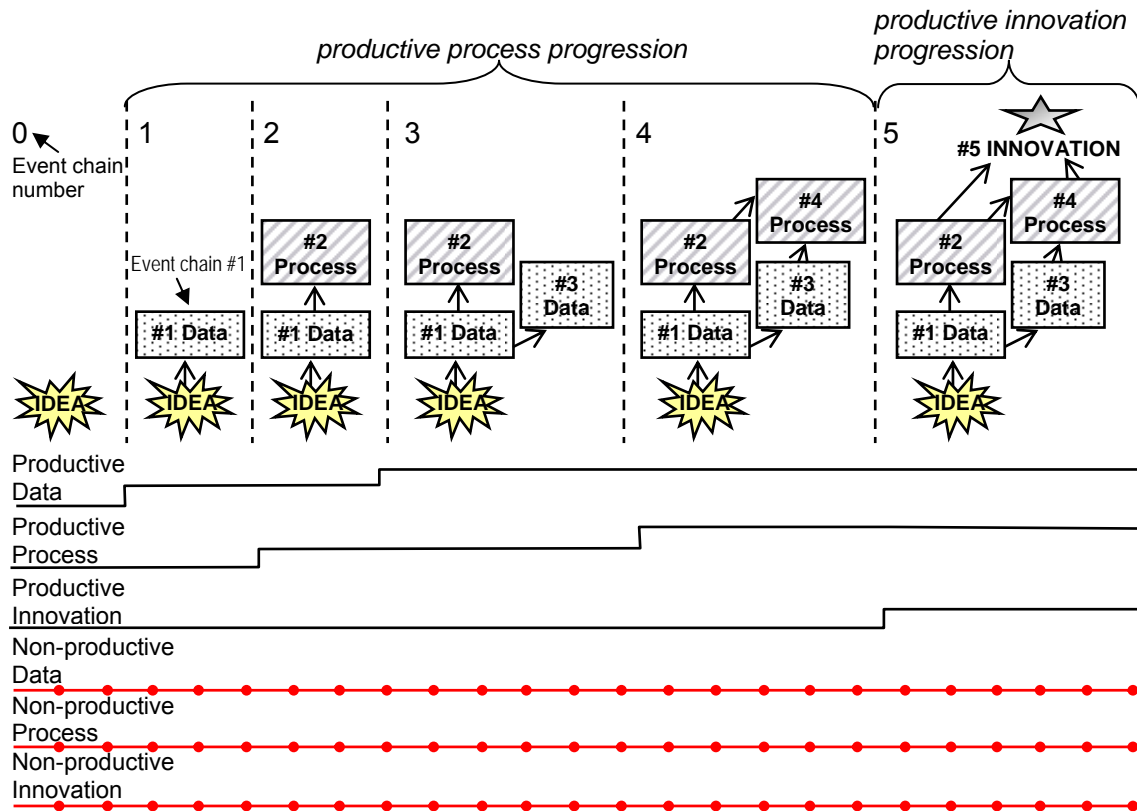 productive process progression
productive innovation
progression
0
1
2
3
4
5
Event chain
number
Event chain #1
#1 Data
IDEA
IDEA
#2
Process
#1 Data
IDEA
#2
Process
#3
Data
#1 Data
IDEA
#4
Process
#2
Process
#3
Data
#1 Data
IDEA
#5 INNOVATION
#4
Process
#2
Process
#3
Data
#1 Data
IDEA
Productive
Data
Productive
Process
Productive
Innovation
Non-productive
Data
Non-productive
Process
Non-productive
Innovation